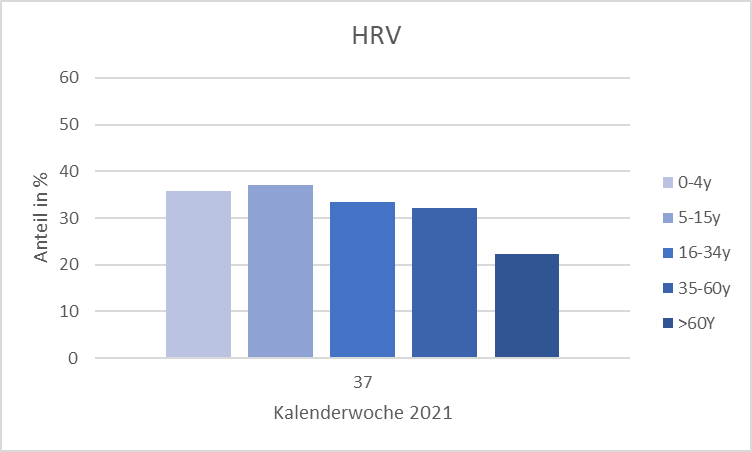 HRV
60
50
40
30
20
10
0
Anteil in %
37
Kalenderwoche 2021
0-4y
5-15y
16-34y
35-60y
>60Y